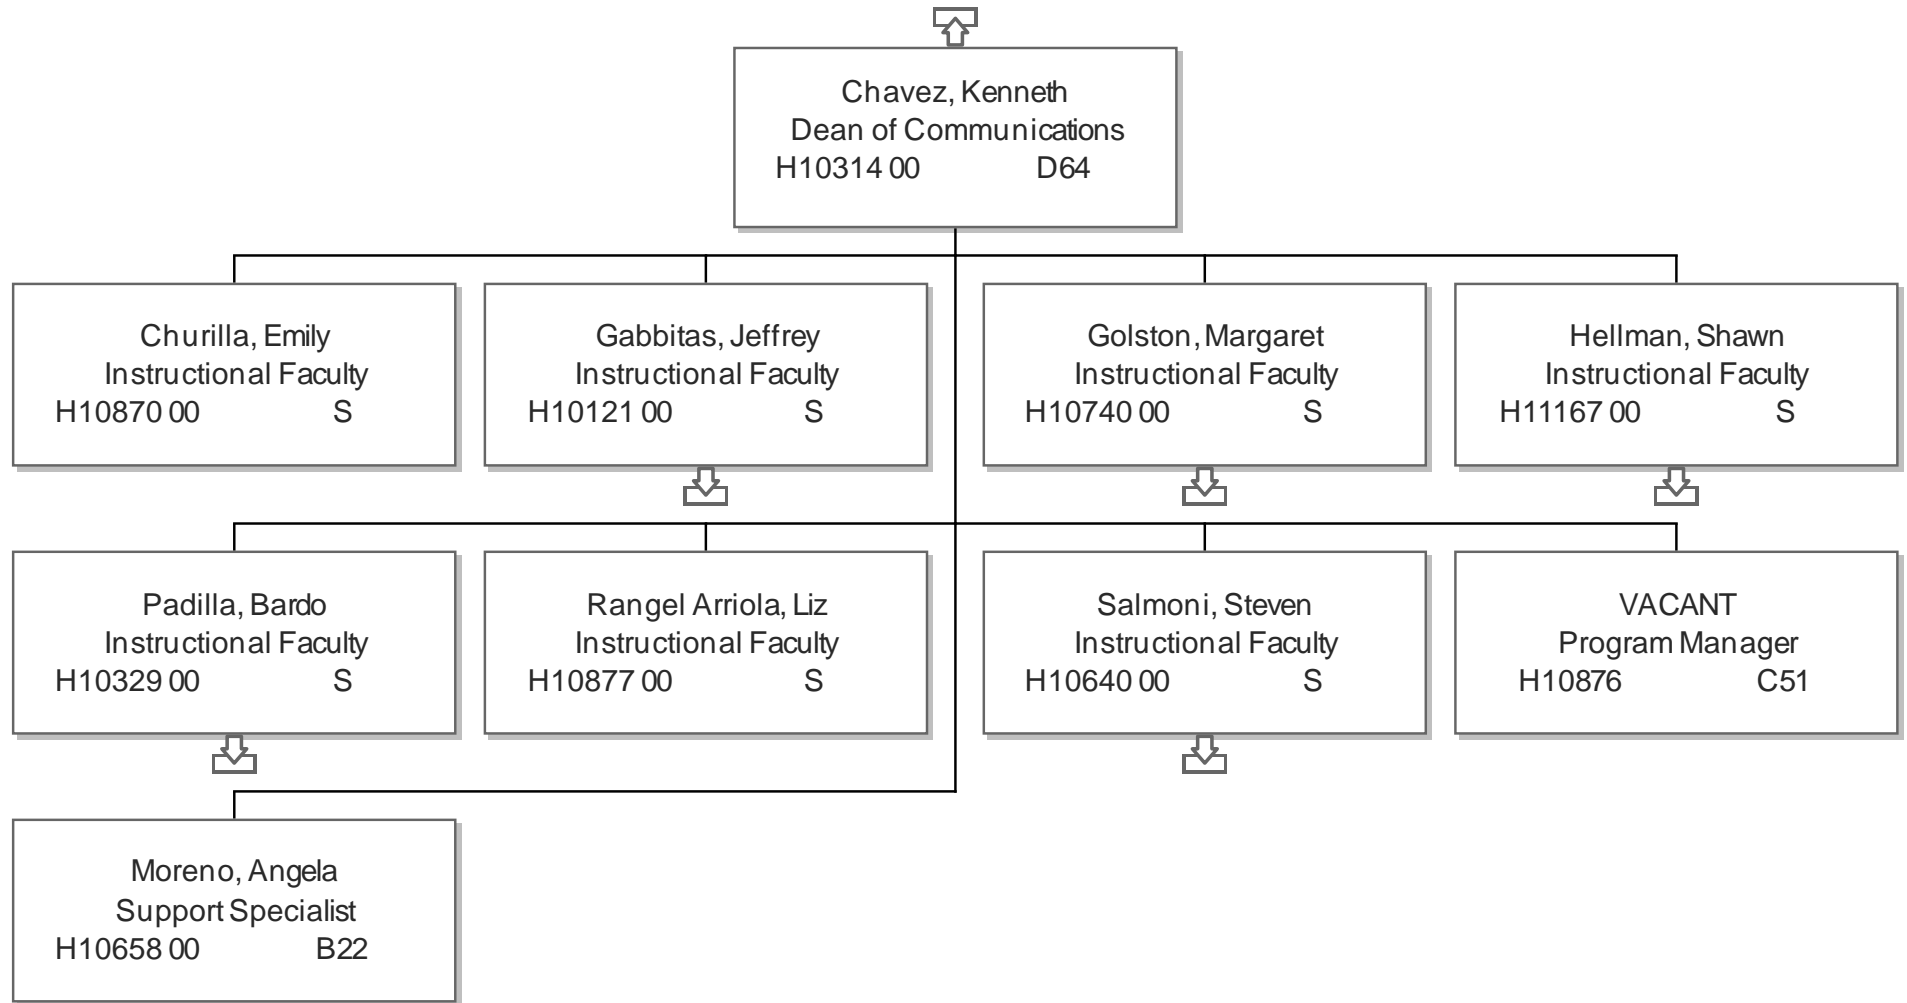 Chavez, Kenneth
Dean of Communications
H10314 00 D64
Churilla, Emily
Instructional Faculty
H10870 00 S
Gabbitas, Jeffrey
Instructional Faculty
H10121 00 S
Golston, Margaret
Instructional Faculty
H10740 00 S
Hellman, Shawn
Instructional Faculty
H11167 00 S
Padilla, Bardo
Instructional Faculty
H10329 00 S
Rangel Arriola, Liz
Instructional Faculty
H10877 00 S
Salmoni, Steven
Instructional Faculty
H10640 00 S
VACANT
Program Manager
H10876 C51
Moreno, Angela
Support Specialist
H10658 00 B22